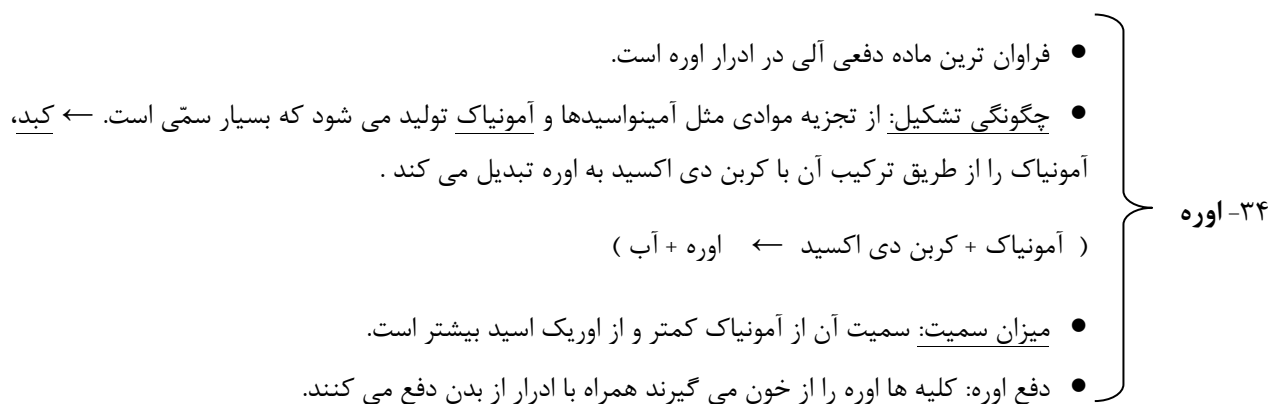 ۳۴- اوره
● فراوان ترین ماده دفعی آلی در ادرار اوره است.
● چگونگی تشکیل: از تجزیه موادی مثل آمینواسیدها و آمونیاک تولید می شود که بسیار سمّی است. ← کبد،
آمونیاک را از طریق ترکیب آن با کربن دی اکسید به اوره تبدیل می کند .
( آمونیاک + کربن دی اکسید ← اوره + آب )
● میزان سمیت: سمیت آن از آمونیاک کمتر و از اوریک اسید بیشتر است.
● دفع اوره: کلیه ها اوره را از خون می گیرند همراه با ادرار از بدن دفع می کنند.